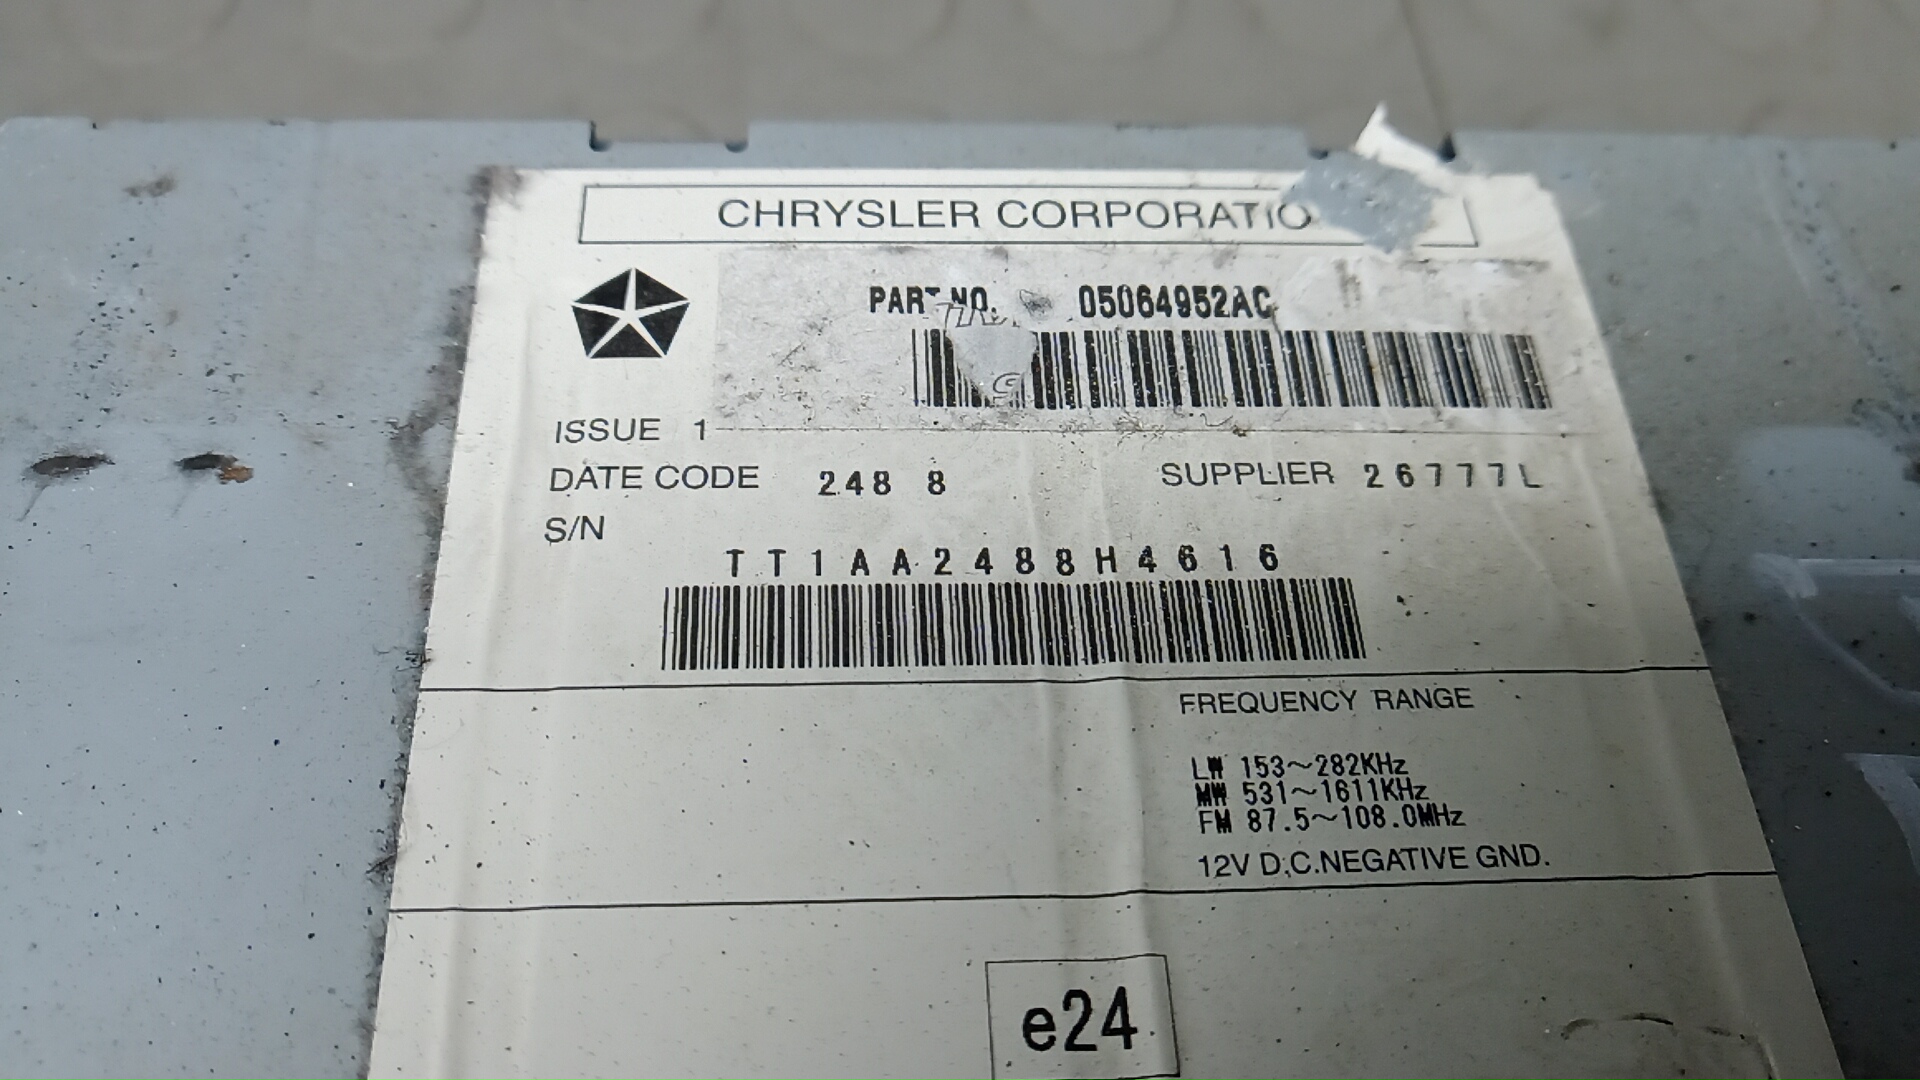 CHRYSLER CORPORATIO
PART NO. 05064952AC
ISSUE 1
DATE CODE 248 8 SUPPLIER 26777L
S/N
TT1AA2488H4616
FREQUENCY RANGE
LW 153~282KHz
MW 531~1611KHz
FM 87.5~108.0MHz
12V D.C.NEGATIVE GND.
e24